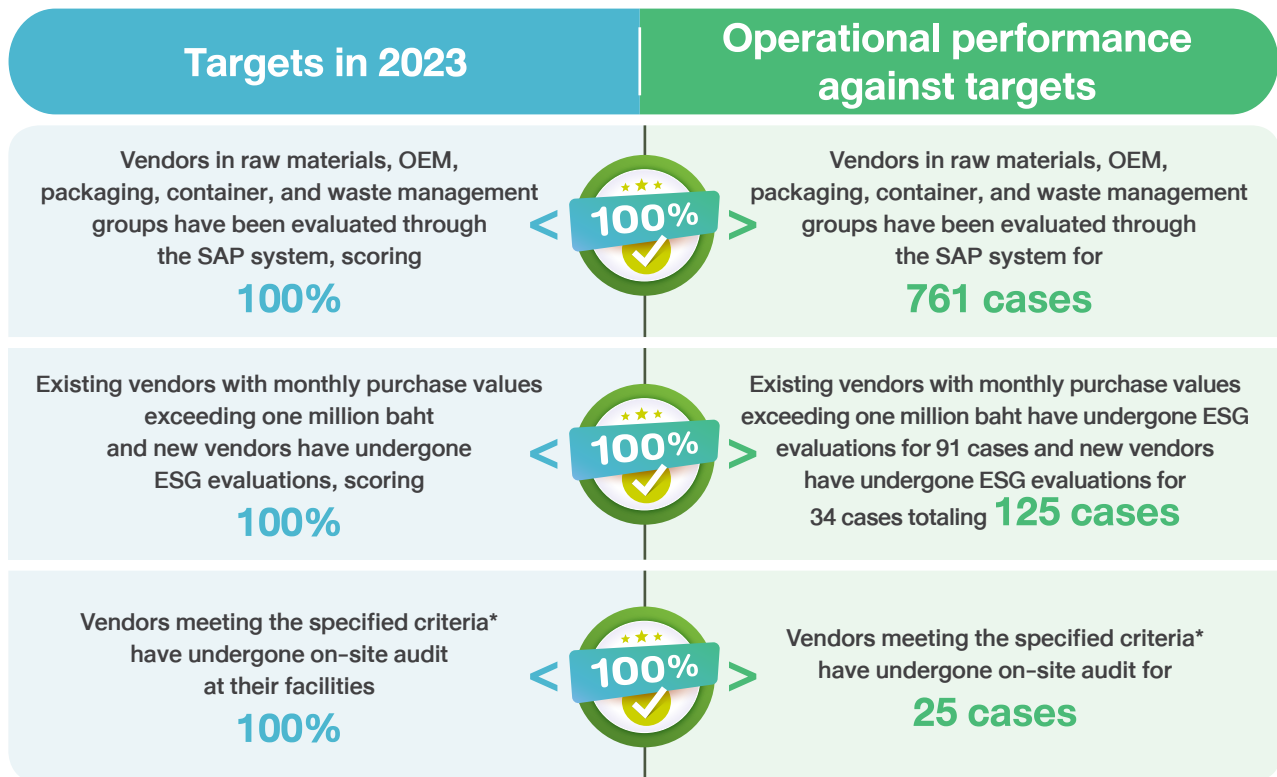 Targets in 2023
Operational performance
against targets
Vendors in raw materials, OEM,
packaging, container, and waste management
groups have been evaluated through
the SAP system, scoring
100%
< 100% >
Vendors in raw materials, OEM,
packaging, container, and waste management
groups have been evaluated through
the SAP system for
761 cases
Existing vendors with monthly purchase values
exceeding one million baht
and new vendors have undergone
ESG evaluations, scoring
100%
< 100% >
Existing vendors with monthly purchase values
exceeding one million baht have undergone ESG
evaluations for 91 cases and new vendors
have undergone ESG evaluations for
34 cases totaling 125 cases
Vendors meeting the specified criteria*
have undergone on-site audit
at their facilities
100%
< 100% >
Vendors meeting the specified criteria*
have undergone on-site audit for
25 cases